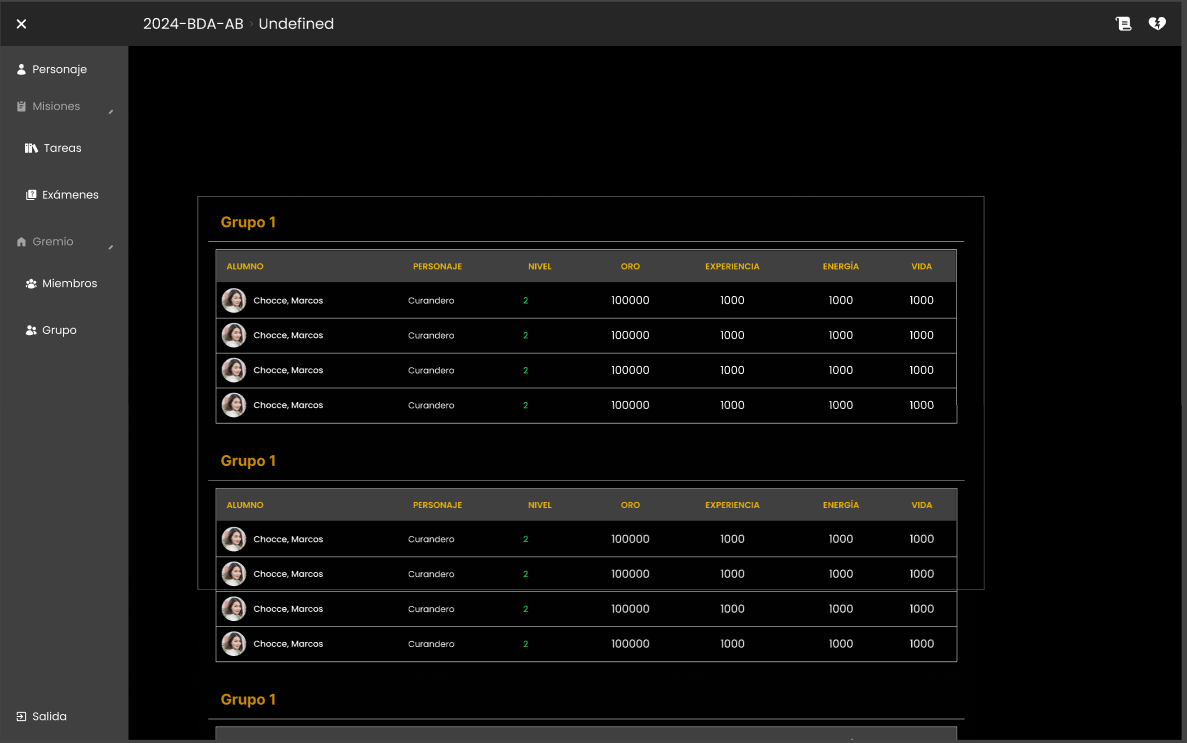 2024-BDA-AB › Undefined
Personaje
Misiones
Tareas
Exámenes
Gremio
Miembros
Grupo
Salida
Grupo 1
ALUMNO PERSONAJE NIVEL ORO EXPERIENCIA ENERGÍA VIDA
Chocce, Marcos Curandero 2 100000 1000 1000 1000
Chocce, Marcos Curandero 2 100000 1000 1000 1000
Chocce, Marcos Curandero 2 100000 1000 1000 1000
Chocce, Marcos Curandero 2 100000 1000 1000 1000
Grupo 1
ALUMNO PERSONAJE NIVEL ORO EXPERIENCIA ENERGÍA VIDA
Chocce, Marcos Curandero 2 100000 1000 1000 1000
Chocce, Marcos Curandero 2 100000 1000 1000 1000
Chocce, Marcos Curandero 2 100000 1000 1000 1000
Chocce, Marcos Curandero 2 100000 1000 1000 1000
Grupo 1